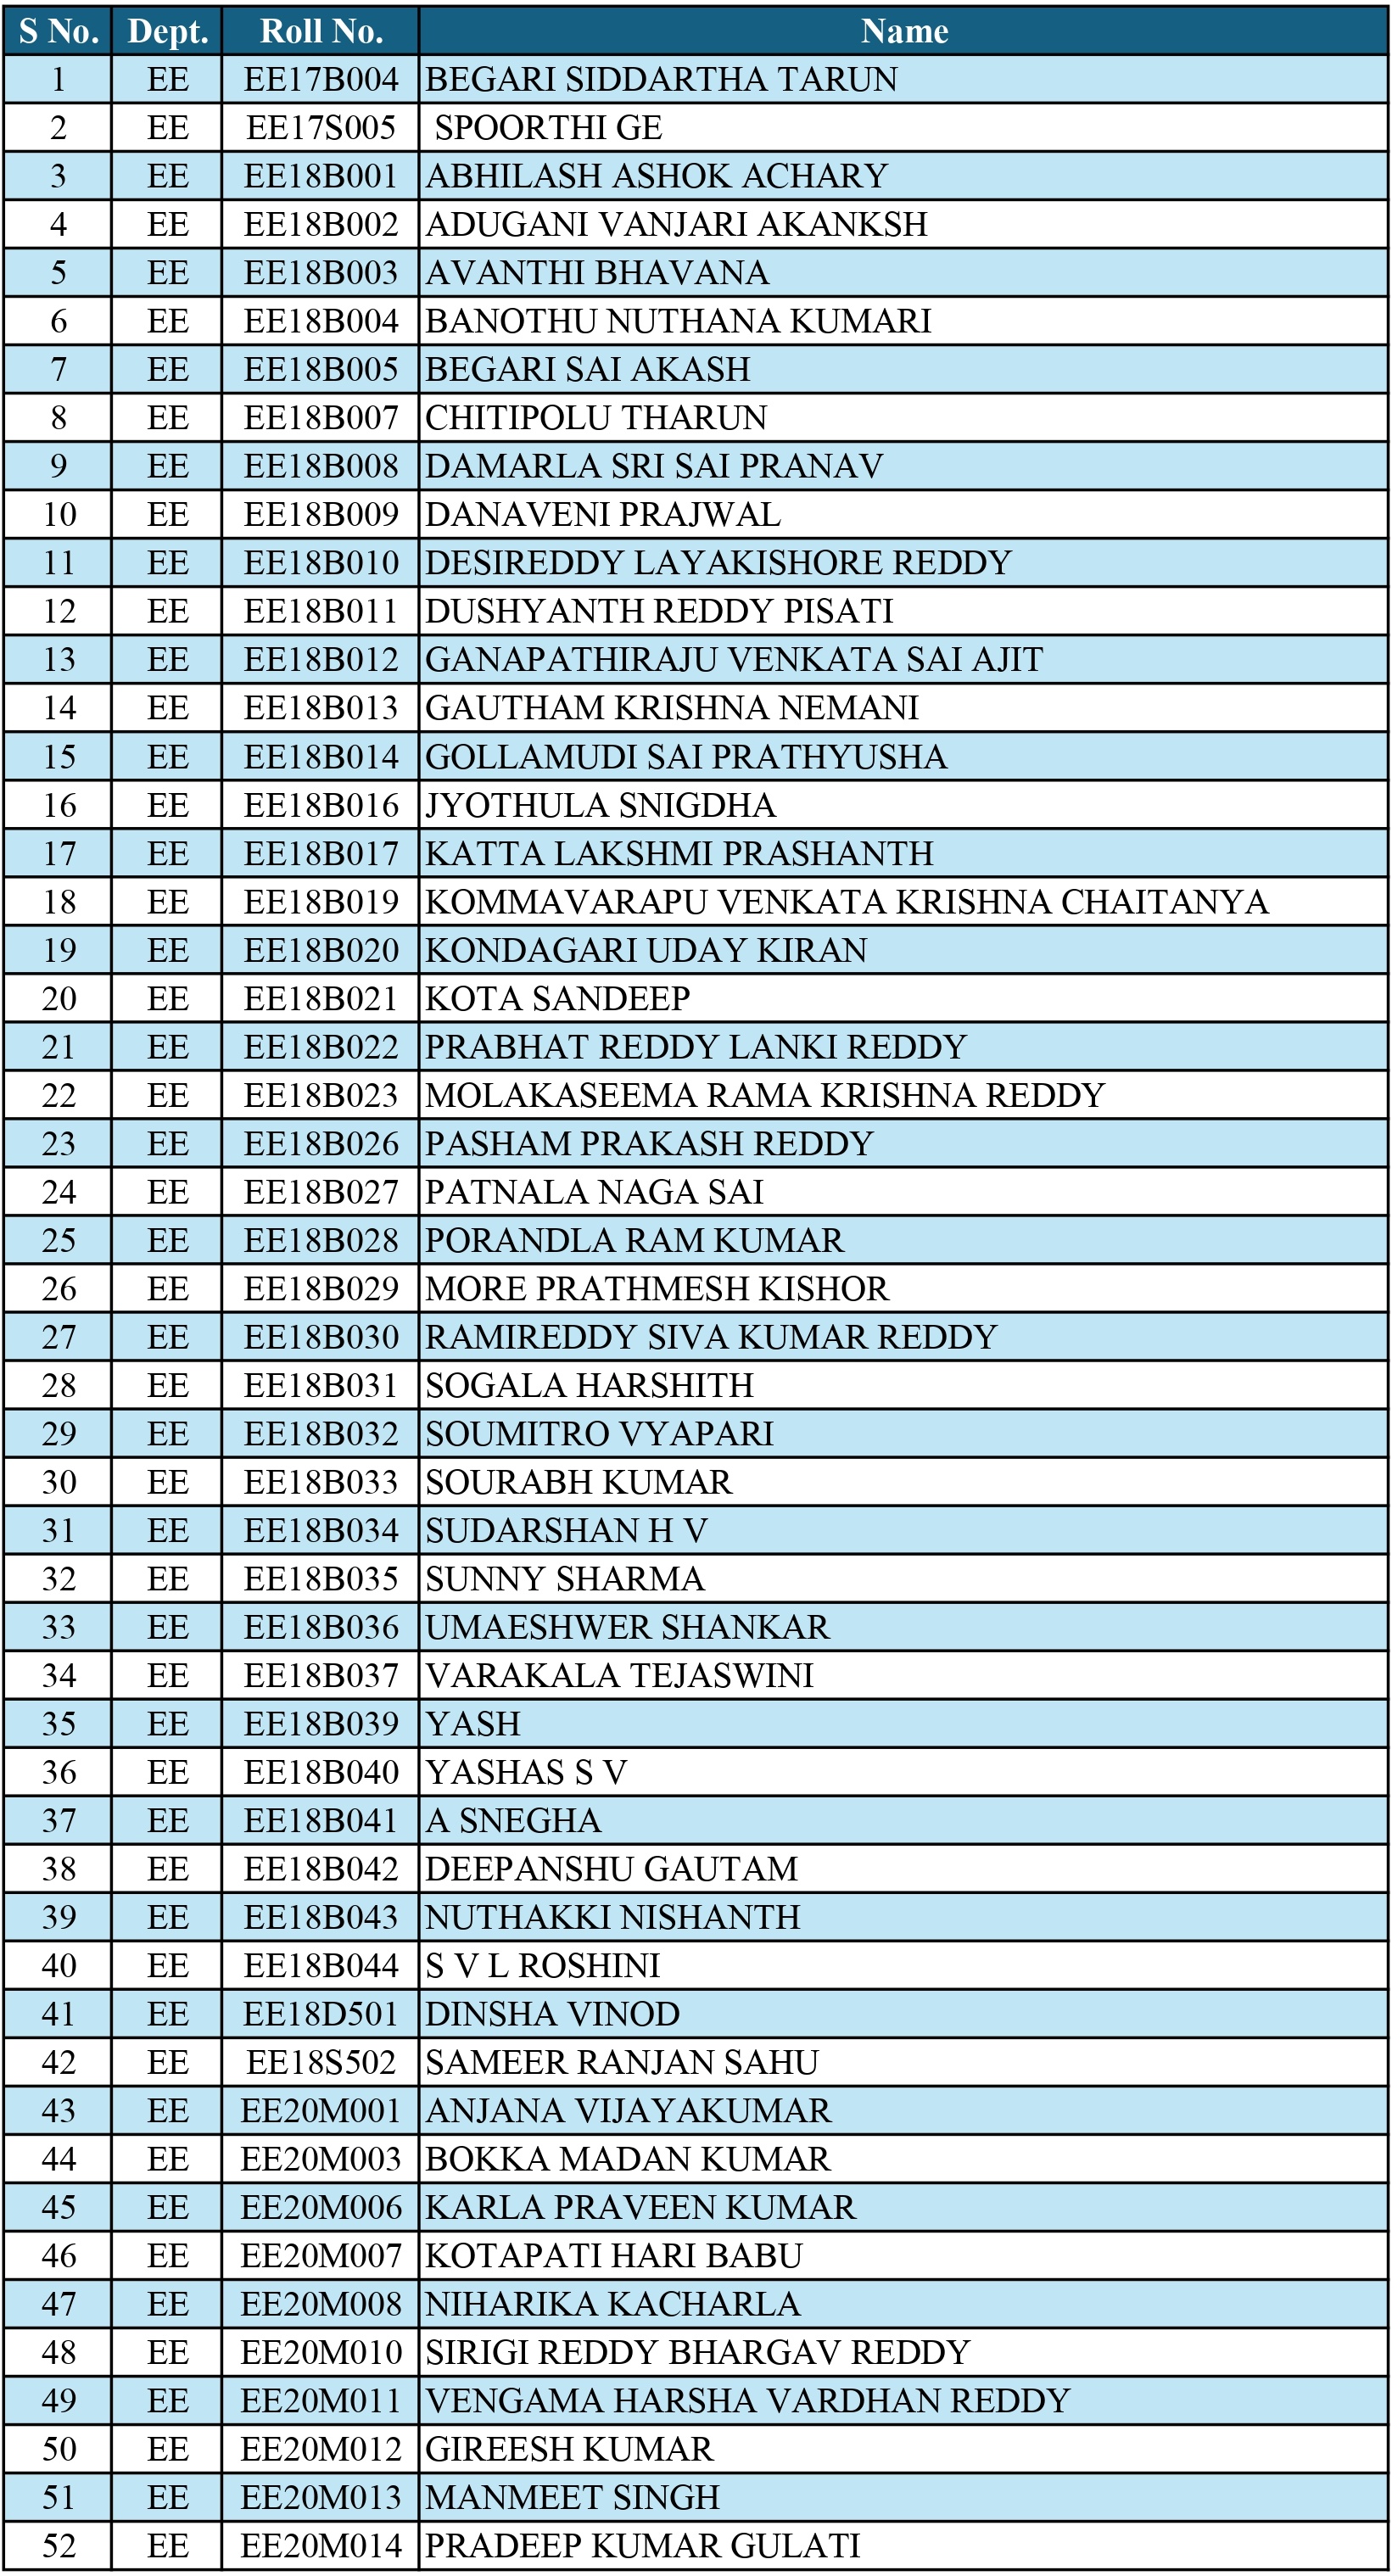 S No. Dept. Roll No. Name
1 EE EE17B004 BEGARI SIDDARTHA TARUN
2 EE EE17S005 SPOORTHI GE
3 EE EE18B001 ABHILASH ASHOK ACHARY
4 EE EE18B002 ADUGANI VANJARI AKANKSH
5 EE EE18B003 AVANTHI BHAVANA
6 EE EE18B004 BANOTHU NUTHANA KUMARI
7 EE EE18B005 BEGARI SAI AKASH
8 EE EE18B007 CHITIPOLU THARUN
9 EE EE18B008 DAMARLA SRI SAI PRANAV
10 EE EE18B009 DANAVENI PRAJWAL
11 EE EE18B010 DESIREDDY LAYAKISHORE REDDY
12 EE EE18B011 DUSHYANTH REDDY PISATI
13 EE EE18B012 GANAPATHIRAJU VENKATA SAI AJIT
14 EE EE18B013 GAUTHAM KRISHNA NEMANI
15 EE EE18B014 GOLLAMUDI SAI PRATHYUSHA
16 EE EE18B016 JYOTHULA SNIGDHA
17 EE EE18B017 KATTA LAKSHMI PRASHANTH
18 EE EE18B019 KOMMAVARAPU VENKATA KRISHNA CHAITANYA
19 EE EE18B020 KONDAGARI UDAY KIRAN
20 EE EE18B021 KOTA SANDEEP
21 EE EE18B022 PRABHAT REDDY LANKI REDDY
22 EE EE18B023 MOLAKASEEMA RAMA KRISHNA REDDY
23 EE EE18B026 PASHAM PRAKASH REDDY
24 EE EE18B027 PATNALA NAGA SAI
25 EE EE18B028 PORANDLA RAM KUMAR
26 EE EE18B029 MORE PRATHMESH KISHOR
27 EE EE18B030 RAMIREDDY SIVA KUMAR REDDY
28 EE EE18B031 SOGALA HARSHITH
29 EE EE18B032 SOUMITRO VYAPARI
30 EE EE18B033 SOURABH KUMAR
31 EE EE18B034 SUDARSHAN H V
32 EE EE18B035 SUNNY SHARMA
33 EE EE18B036 UMAESHWER SHANKAR
34 EE EE18B037 VARAKALA TEJASWINI
35 EE EE18B039 YASH
36 EE EE18B040 YASHAS S V
37 EE EE18B041 A SNEGHA
38 EE EE18B042 DEEPANSHU GAUTAM
39 EE EE18B043 NUTHAKKI NISHANTH
40 EE EE18B044 S V L ROSHINI
41 EE EE18D501 DINSHA VINOD
42 EE EE18S502 SAMEER RANJAN SAHU
43 EE EE20M001 ANJANA VIJAYAKUMAR
44 EE EE20M003 BOKKA MADAN KUMAR
45 EE EE20M006 KARLA PRAVEEN KUMAR
46 EE EE20M007 KOTAPATI HARI BABU
47 EE EE20M008 NIHARIKA KACHARLA
48 EE EE20M010 SIRIGI REDDY BHARGAV REDDY
49 EE EE20M011 VENGAMA HARSHA VARDHAN REDDY
50 EE EE20M012 GIREESH KUMAR
51 EE EE20M013 MANMEET SINGH
52 EE EE20M014 PRADEEP KUMAR GULATI